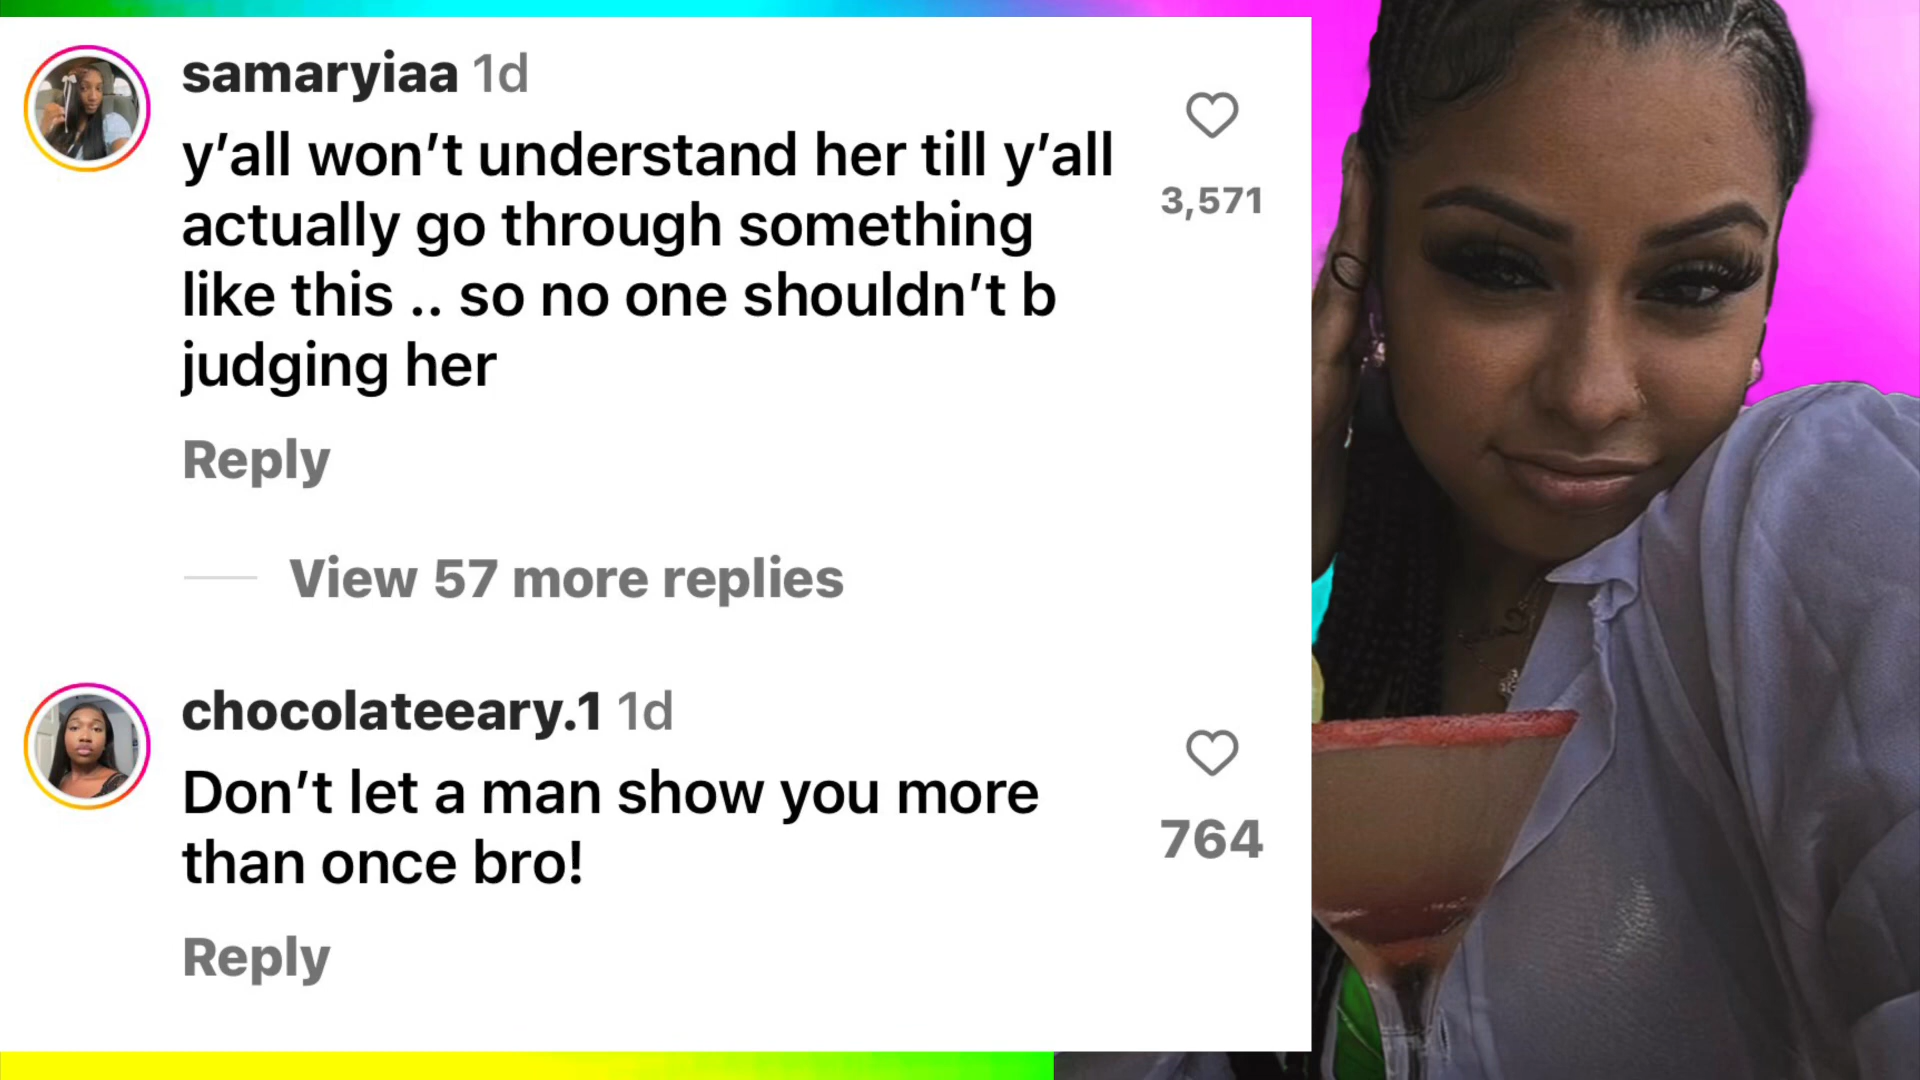 samaryiaa 1d
y’all won’t understand her till y’all
actually go through something
like this .. so no one shouldn’t b
judging her
3,571
Reply
View 57 more replies
chocolateeary.1 1d
Don’t let a man show you more
than once bro!
764
Reply